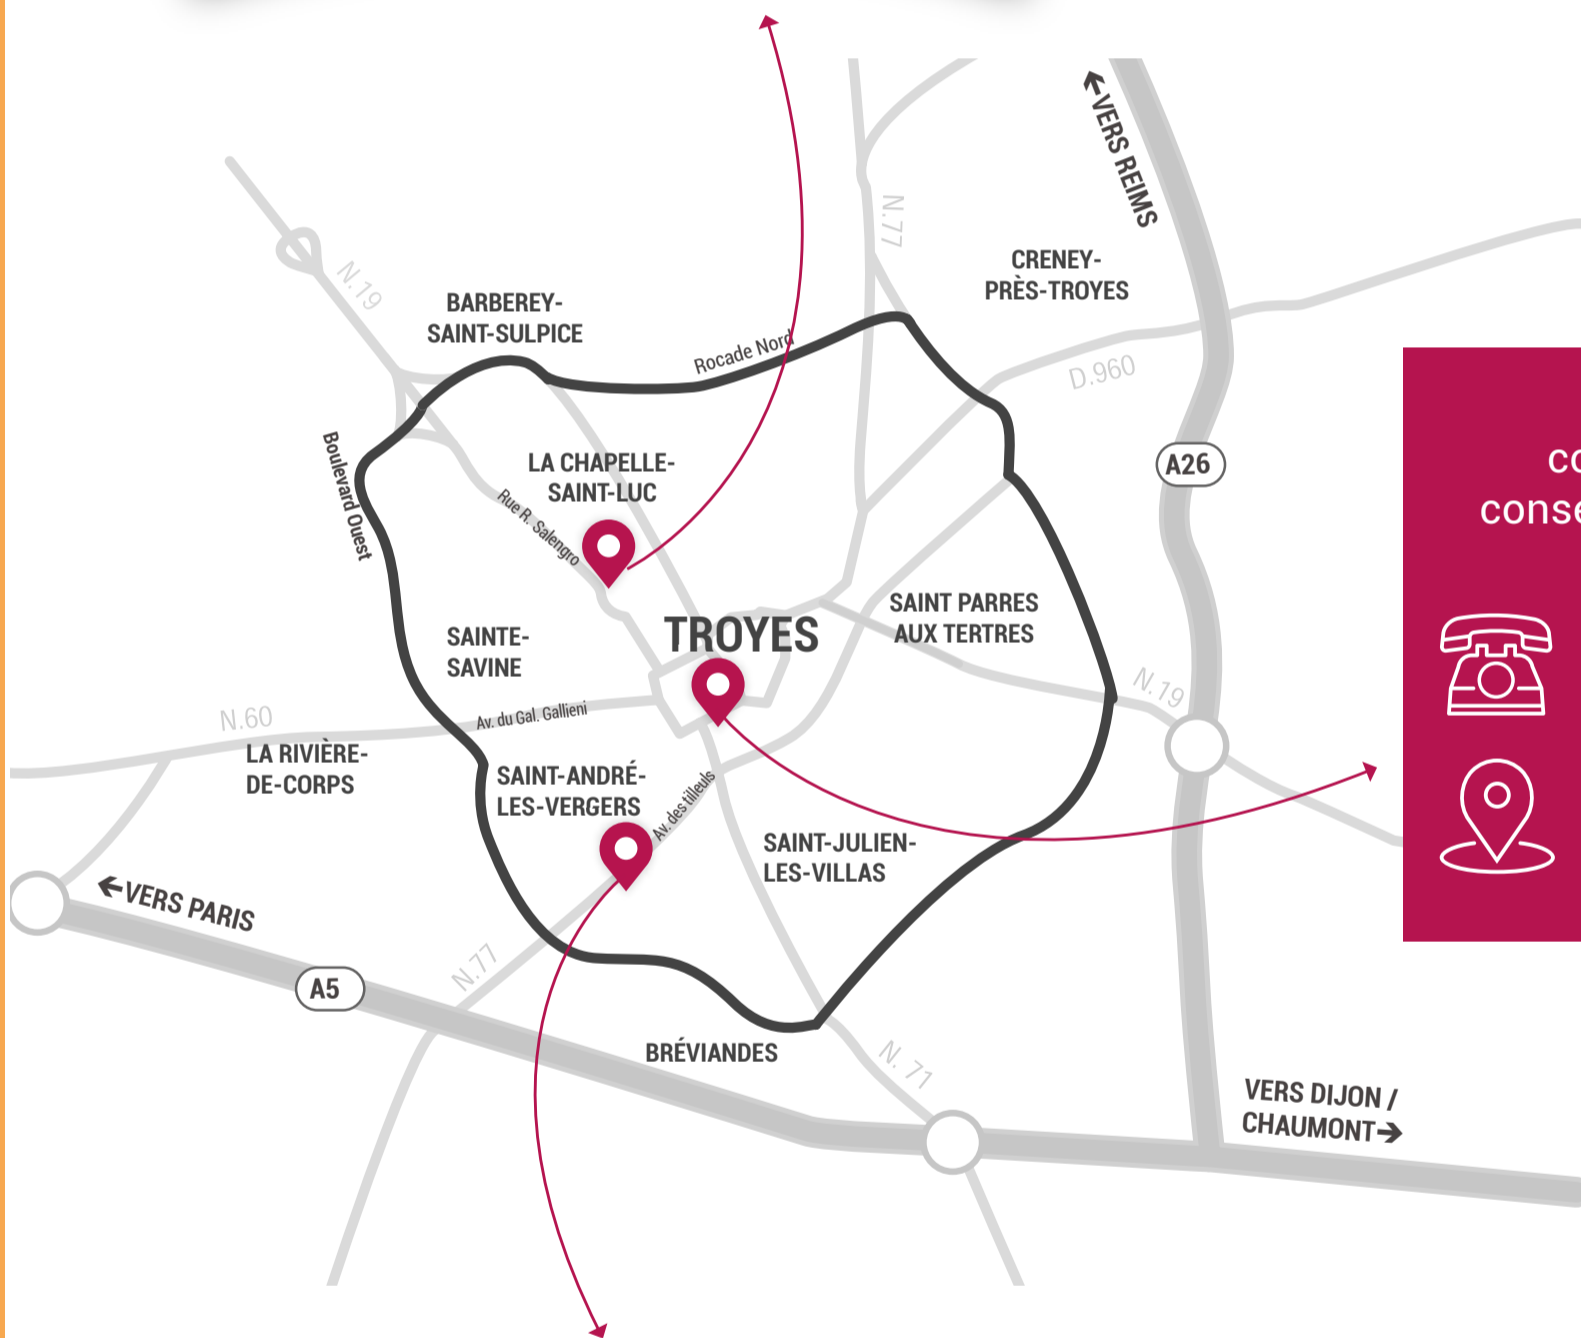 VERS REIMS
N.77
CRENEY-
PRÈS-TROYES
N.19
BARBEREY-
SAINT-SULPICE
Rocade Nord
D.960
Boulevard Ouest
LA CHAPELLE-
SAINT-LUC
A26
Rue R. Salengro
SAINT PARRES
AUX TERTRES
TROYES
SAINTE-
SAVINE
N.19
N.60
Av. du Gal. Gallieni
LA RIVIÈRE-
DE-CORPS
SAINT-ANDRÉ-
LES-VERGERS
Av. des tilleuls
SAINT-JULIEN-
LES-VILLAS
VERS PARIS
A5
N.77
BRÉVIANDES
N. 71
VERS DIJON /
CHAUMONT